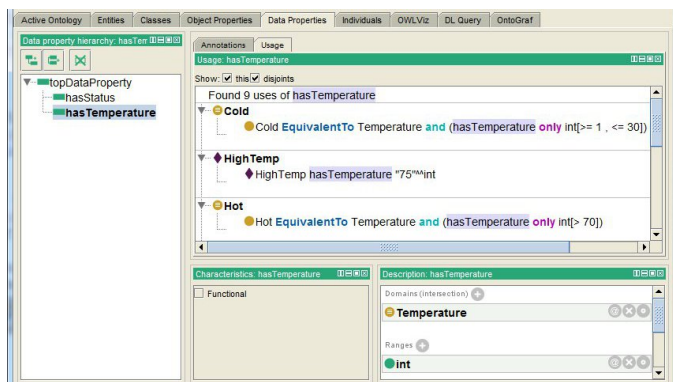 Active Ontology Entities Classes Object Properties Data Properties Individuals OWLViz DL Query OntoGraf
Data property hierarchy: hasTem
topDataProperty
hasStatus
hasTemperature
Annotations Usage
Usage: hasTemperature
Show: this disjoints
Found 9 uses of hasTemperature
Cold
Cold EquivalentTo Temperature and (hasTemperature only int[>= 1 , <= 30])
HighTemp
HighTemp hasTemperature "75"^^int
Hot
Hot EquivalentTo Temperature and (hasTemperature only int[> 70])
Characteristics: hasTemperature
Functional
Description: hasTemperature
Domains (intersection)
Temperature
Ranges
int